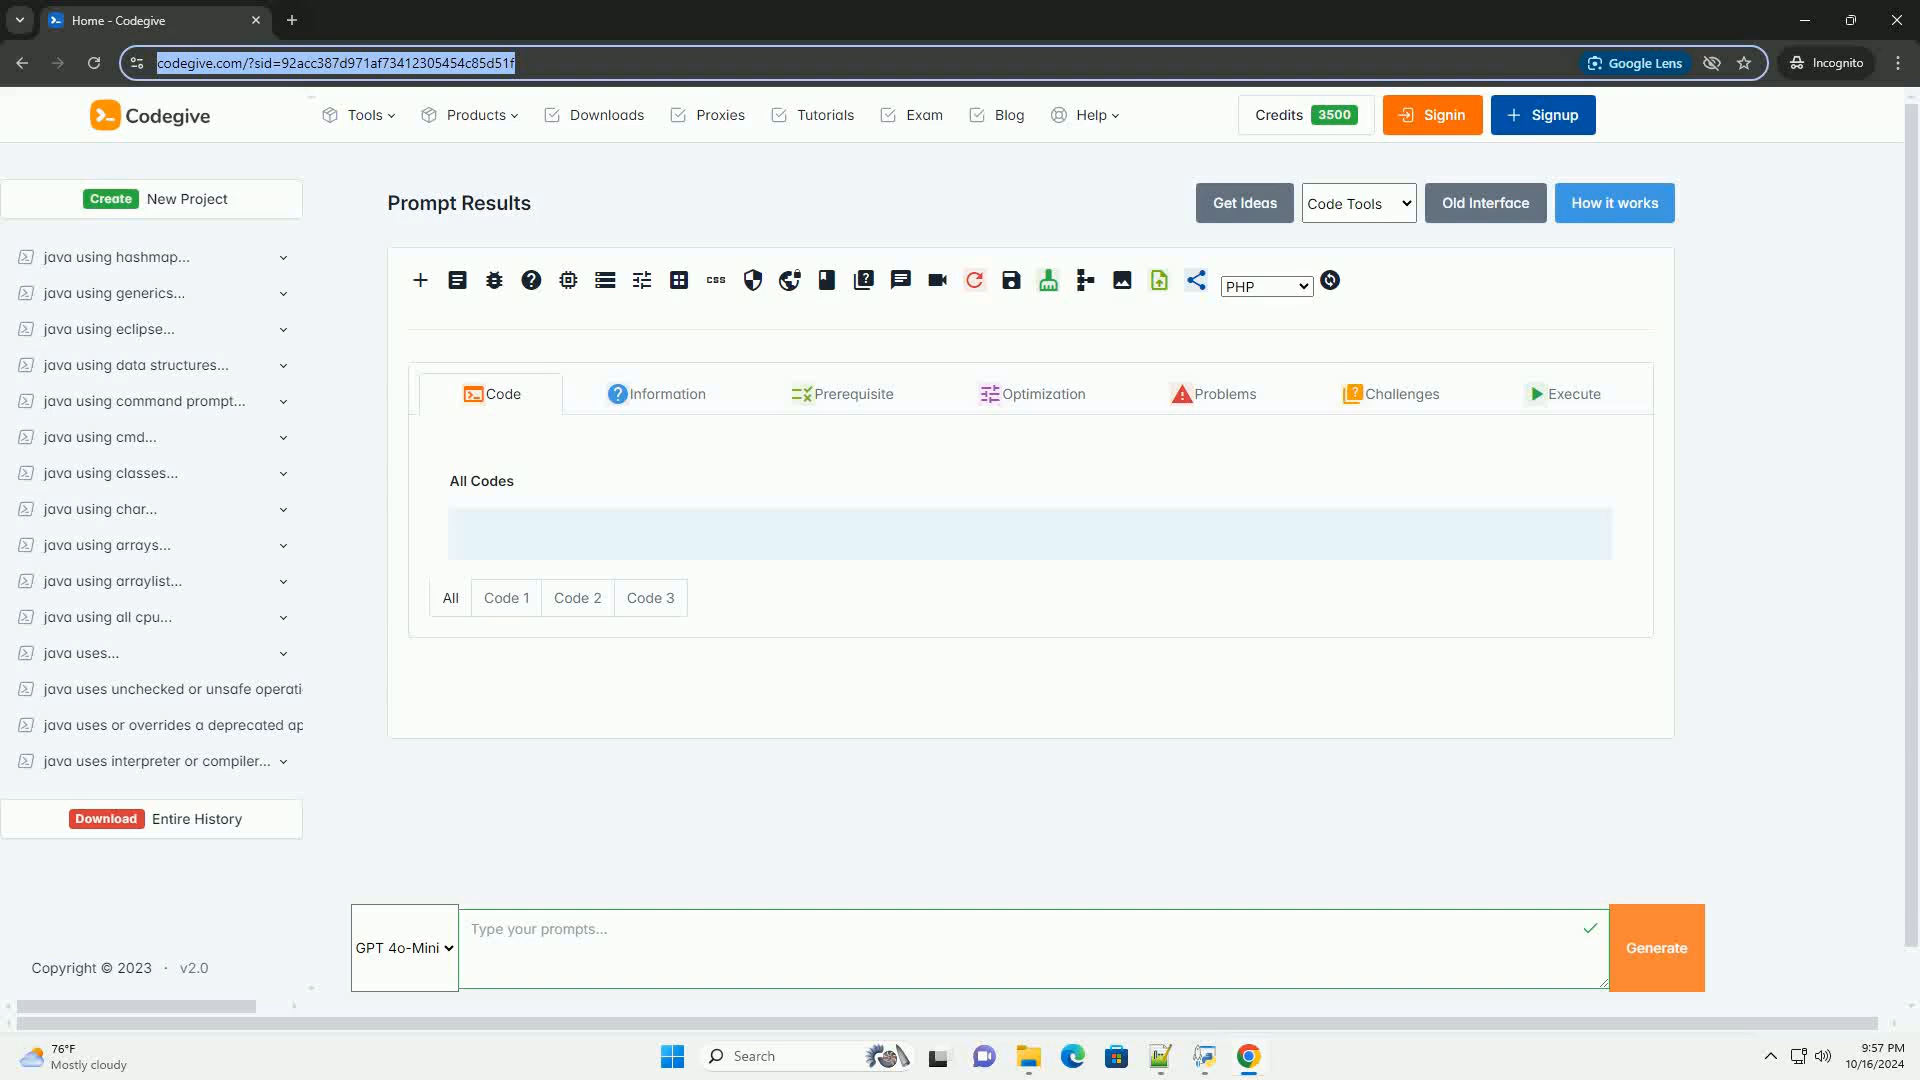 Home - Codegive
codegive.com/?sid=92acc387d971af73412305454c85d51f
Google Lens
Incognito
Codegive
Tools
Products
Downloads
Proxies
Tutorials
Exam
Blog
Help
Credits 3500
Signin
Signup
Create New Project
Prompt Results
Get Ideas
Code Tools
Old Interface
How it works
java using hashmap...
java using generics...
java using eclipse...
java using data structures...
java using command prompt...
java using cmd...
java using classes...
java using char...
java using arrays...
java using arraylist...
java using all cpu...
java uses...
java uses unchecked or unsafe operati
java uses or overrides a deprecated ap
java uses interpreter or compiler...
Download Entire History
css
PHP
Code
Information
Prerequisite
Optimization
Problems
Challenges
Execute
All Codes
All
Code 1
Code 2
Code 3
GPT 4o-Mini
Type your prompts...
Generate
Copyright © 2023 · v2.0
76°F
Mostly cloudy
Search
9:57 PM
10/16/2024